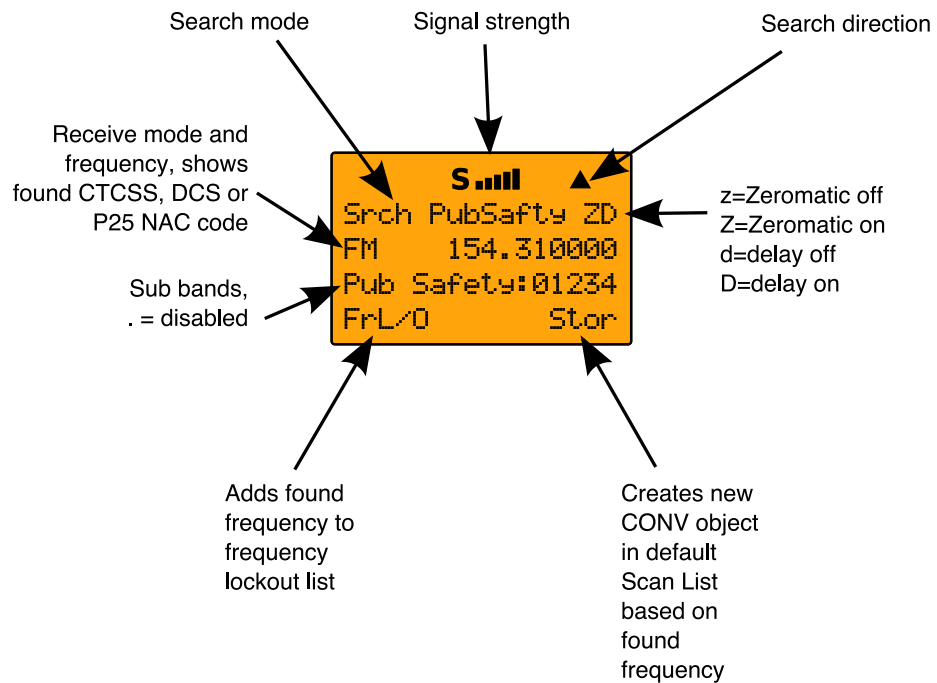 Search mode
Signal strength
Search direction
Receive mode and
frequency, shows
found CTCSS, DCS or
P25 NAC code
S
Srch PubSafty ZD
FM 154.310000
Pub Safety:01234
FrL/O Stor
z=Zeromatic off
Z=Zeromatic on
d=delay off
D=delay on
Sub bands,
. = disabled
Adds found
frequency to
frequency
lockout list
Creates new
CONV object
in default
Scan List
based on
found
frequency